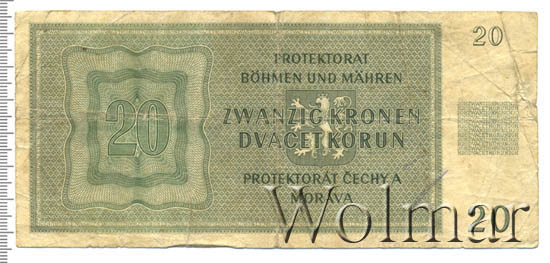 20
PROTEKTORAT
BÖHMEN UND MÄHREN
20
ZWANZIG KRONEN
DVACET KORUN
PROTEKTORÁT ČECHY A
MORAVA
20
Wolmar